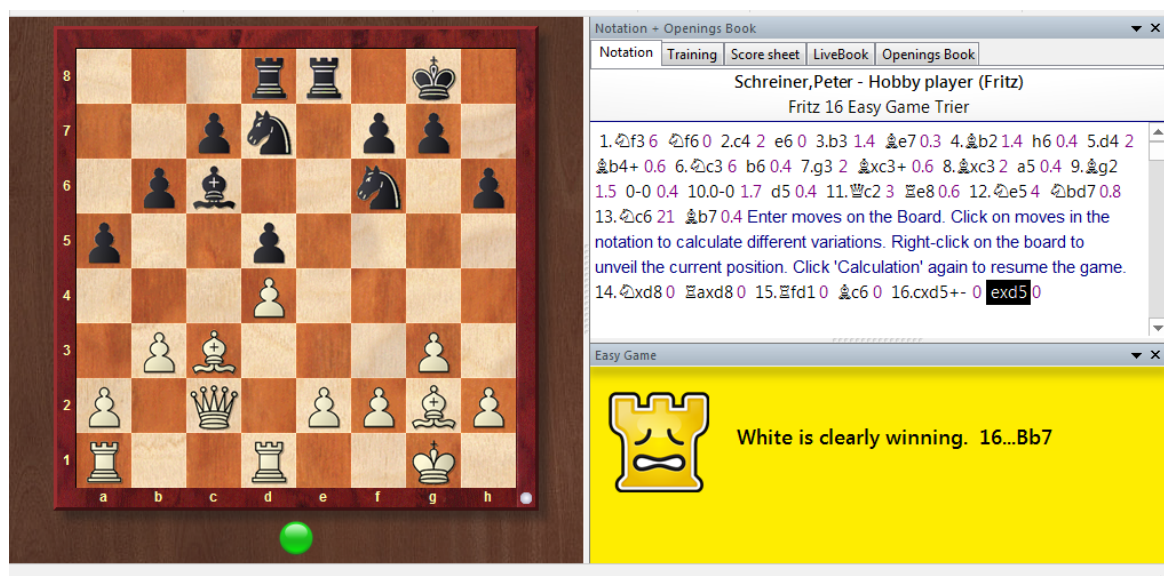 Notation + Openings Book
Notation Training Score sheet LiveBook Openings Book
Schreiner,Peter - Hobby player (Fritz)
Fritz 16 Easy Game Trier
1.♘f3 6 ♘f6 0 2.c4 2 e6 0 3.b3 1.4 ♗e7 0.3 4.♗b2 1.4 h6 0.4 5.d4 2
♗b4+ 0.6 6.♘c3 6 b6 0.4 7.g3 2 ♗xc3+ 0.6 8.♗xc3 2 a5 0.4 9.♗g2
1.5 0-0 0.4 10.0-0 1.7 d5 0.4 11.♕c2 3 ♖e8 0.6 12.♘e5 4 ♘bd7 0.8
13.♘c6 21 ♗b7 0.4 Enter moves on the Board. Click on moves in the
notation to calculate different variations. Right-click on the board to
unveil the current position. Click 'Calculation' again to resume the game.
14.♘xd8 0 ♖axd8 0 15.♖fd1 0 ♗c6 0 16.cxd5+- 0 exd5 0
Easy Game
White is clearly winning. 16...Bb7
8
7
6
5
4
3
2
1
a b c d e f g h